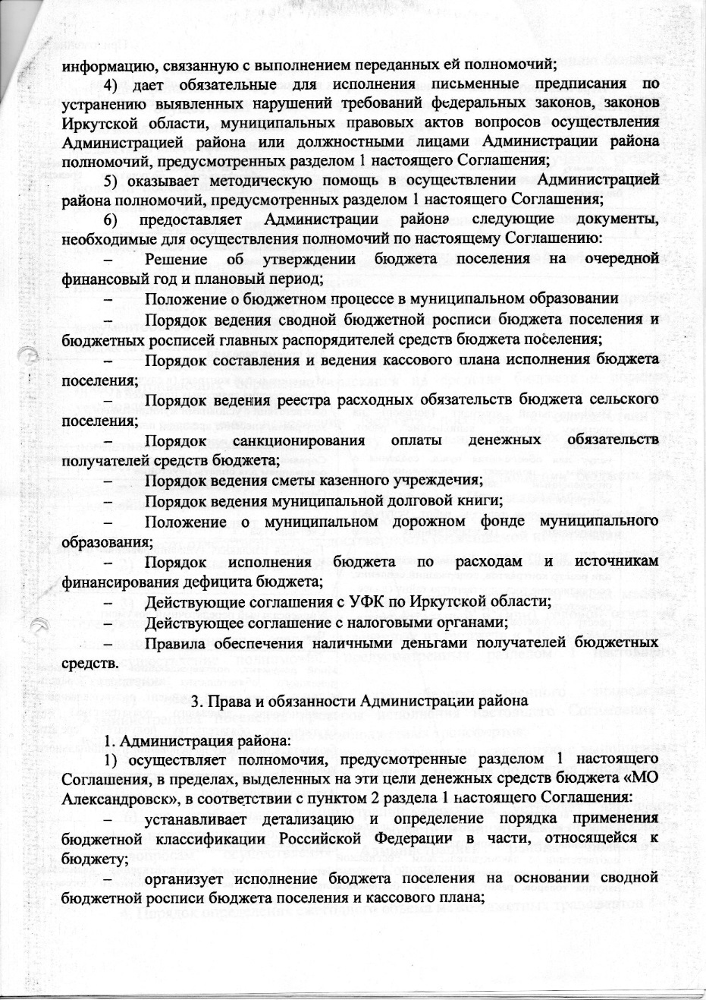 информацию, связанную с выполнением переданных ей полномочий;
4) дает обязательные для исполнения письменные предписания по
устранению выявленных нарушений требований федеральных законов, законов
Иркутской области, муниципальных правовых актов вопросов осуществления
Администрацией района или должностными лицами Администрации района
полномочий, предусмотренных разделом 1 настоящего Соглашения;
5) оказывает методическую помощь в осуществлении Администрацией
района полномочий, предусмотренных разделом 1 настоящего Соглашения;
6) предоставляет Администрации района следующие документы,
необходимые для осуществления полномочий по настоящему Соглашению:
– Решение об утверждении бюджета поселения на очередной
финансовый год и плановый период;
– Положение о бюджетном процессе в муниципальном образовании
– Порядок ведения сводной бюджетной росписи бюджета поселения и
бюджетных росписей главных распорядителей средств бюджета поселения;
– Порядок составления и ведения кассового плана исполнения бюджета
поселения;
– Порядок ведения реестра расходных обязательств бюджета сельского
поселения;
– Порядок санкционирования оплаты денежных обязательств
получателей средств бюджета;
– Порядок ведения сметы казенного учреждения;
– Порядок ведения муниципальной долговой книги;
– Положение о муниципальном дорожном фонде муниципального
образования;
– Порядок исполнения бюджета по расходам и источникам
финансирования дефицита бюджета;
– Действующие соглашения с УФК по Иркутской области;
– Действующее соглашение с налоговыми органами;
– Правила обеспечения наличными деньгами получателей бюджетных
средств.
3. Права и обязанности Администрации района
1. Администрация района:
1) осуществляет полномочия, предусмотренные разделом 1 настоящего
Соглашения, в пределах, выделенных на эти цели денежных средств бюджета «МО
Александровск», в соответствии с пунктом 2 раздела 1 настоящего Соглашения:
– устанавливает детализацию и определение порядка применения
бюджетной классификации Российской Федерации в части, относящейся к
бюджету;
– организует исполнение бюджета поселения на основании сводной
бюджетной росписи бюджета поселения и кассового плана;